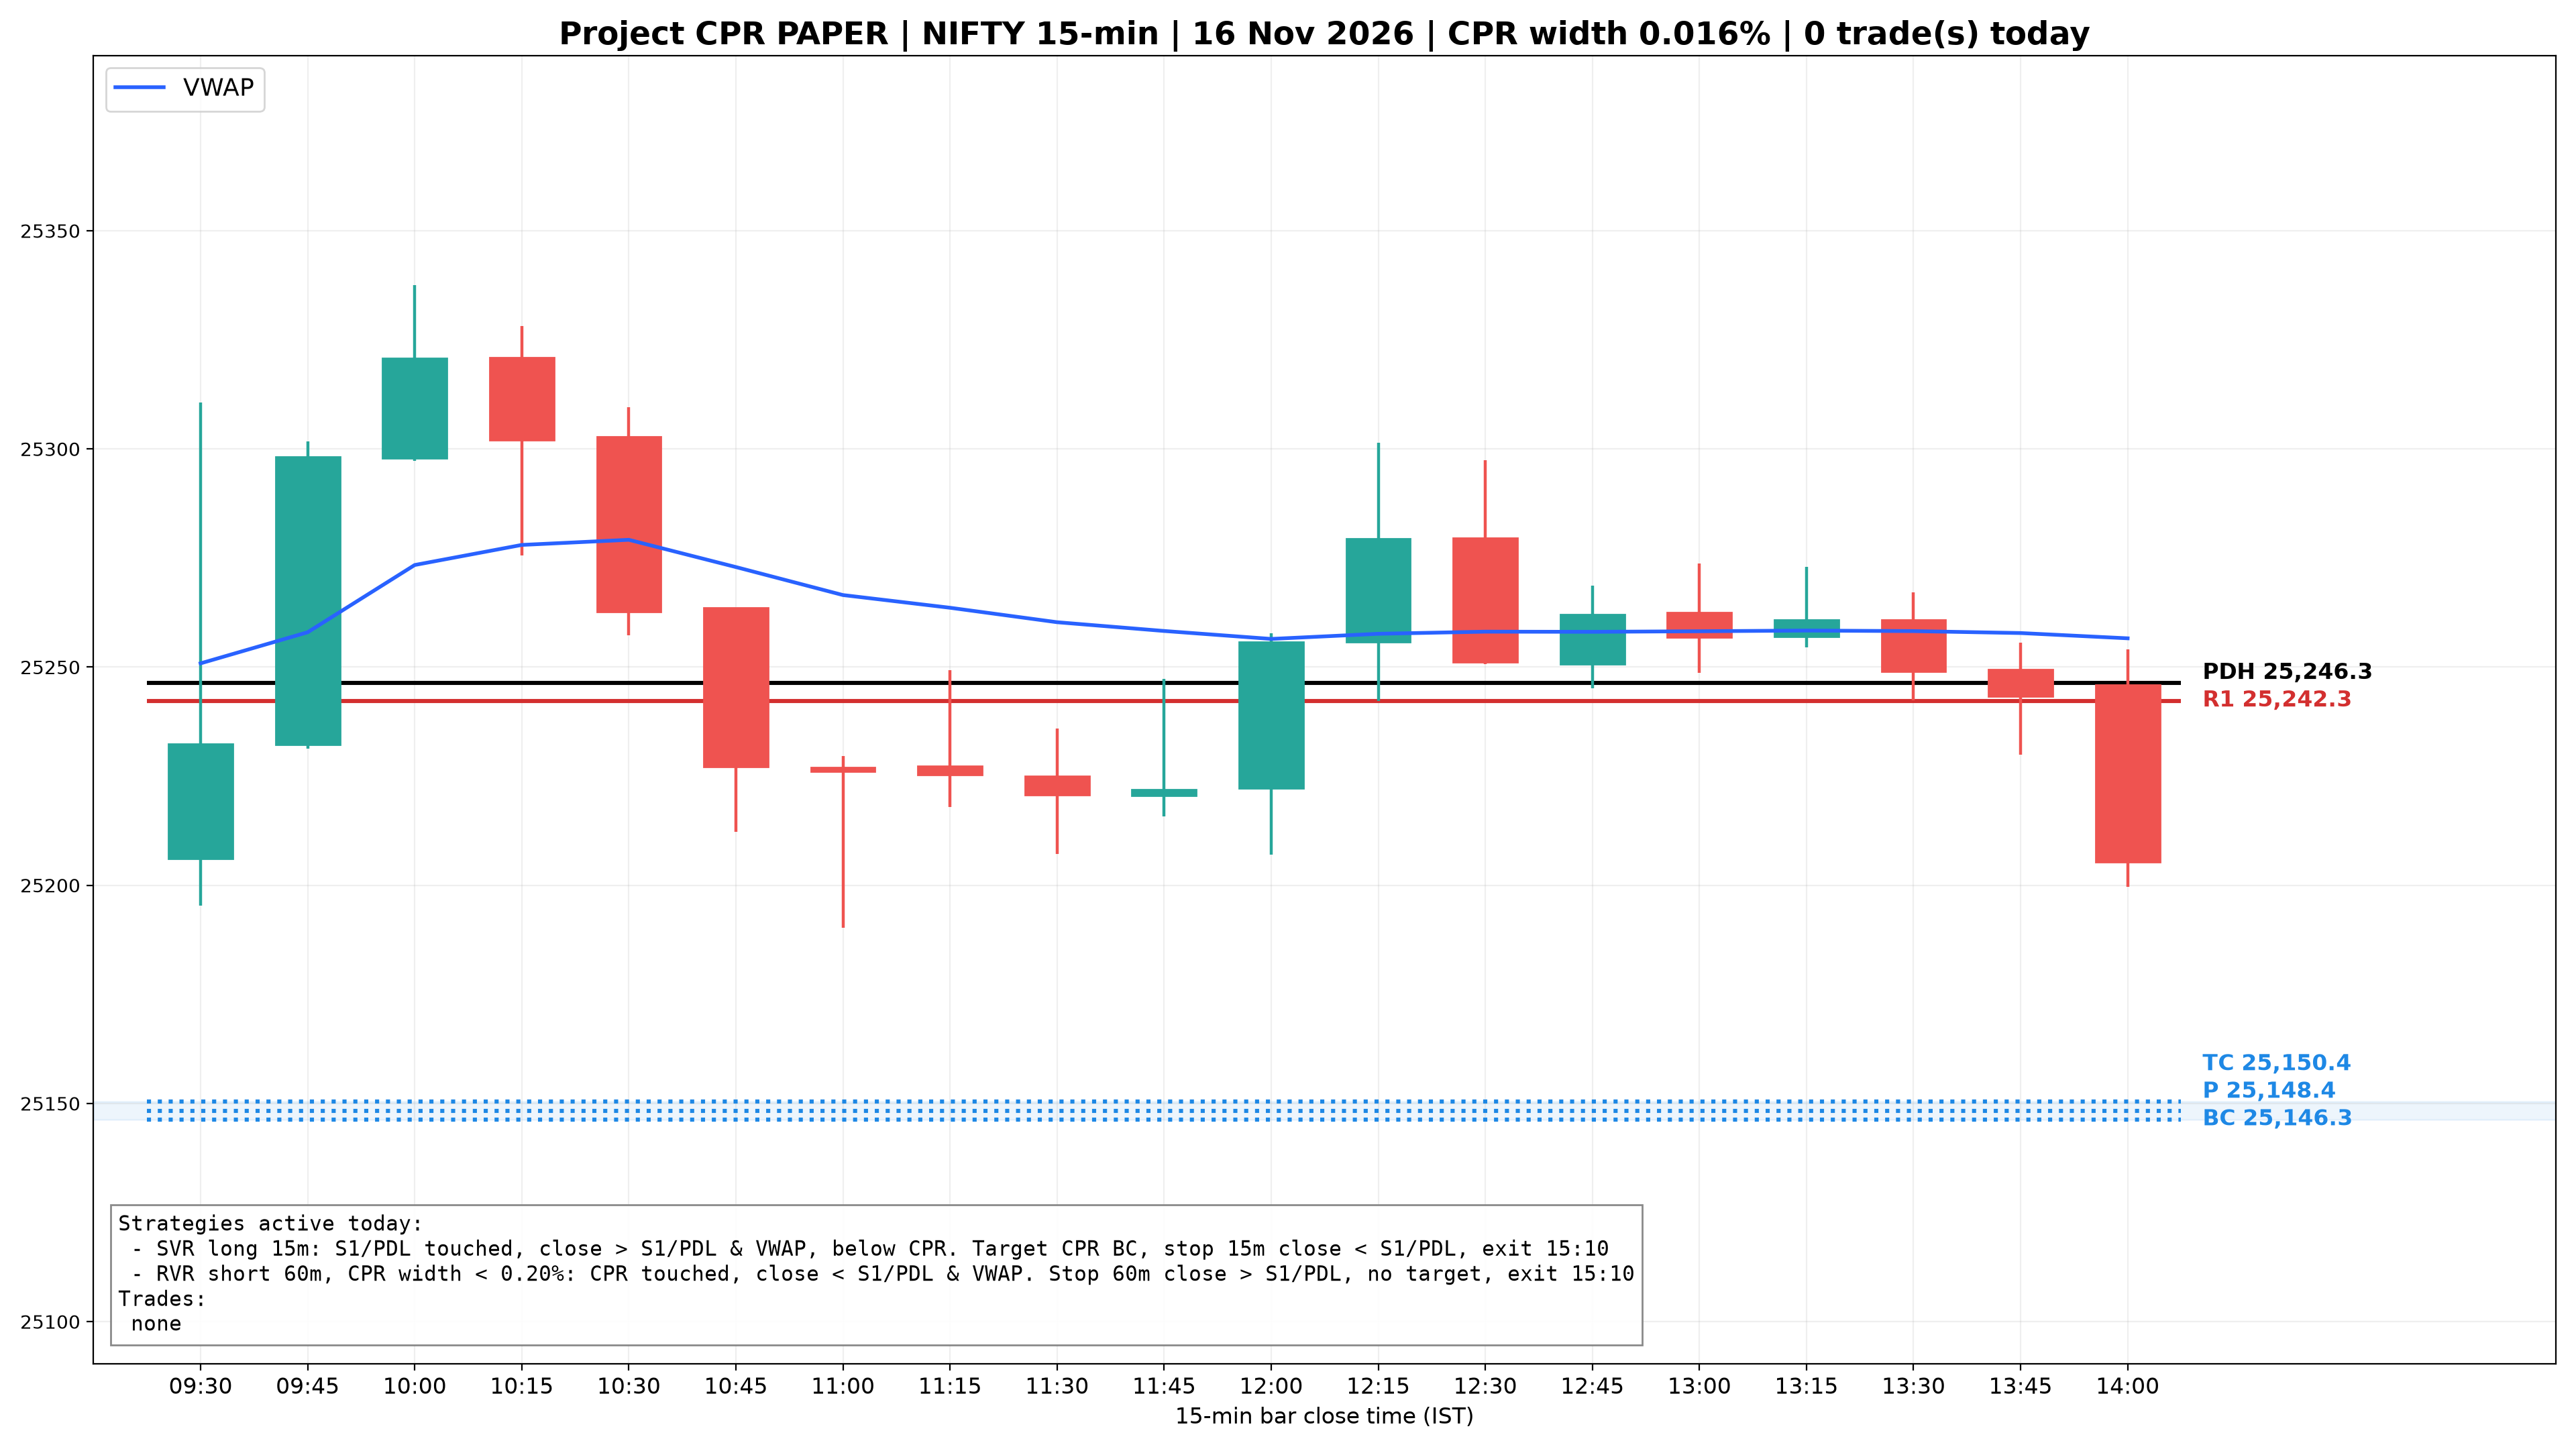 Project CPR PAPER | NIFTY 15-min | 16 Nov 2026 | CPR width 0.016% | 0 trade(s) today
VWAP
25350
25300
25250
25200
25150
25100
PDH 25,246.3
R1 25,242.3
TC 25,150.4
P 25,148.4
BC 25,146.3
Strategies active today:
- SVR long 15m: S1/PDL touched, close > S1/PDL & VWAP, below CPR. Target CPR BC, stop 15m close < S1/PDL, exit 15:10
- RVR short 60m, CPR width < 0.20%: CPR touched, close < S1/PDL & VWAP. Stop 60m close > S1/PDL, no target, exit 15:10
Trades:
none
09:30 09:45 10:00 10:15 10:30 10:45 11:00 11:15 11:30 11:45 12:00 12:15 12:30 12:45 13:00 13:15 13:30 13:45 14:00
15-min bar close time (IST)